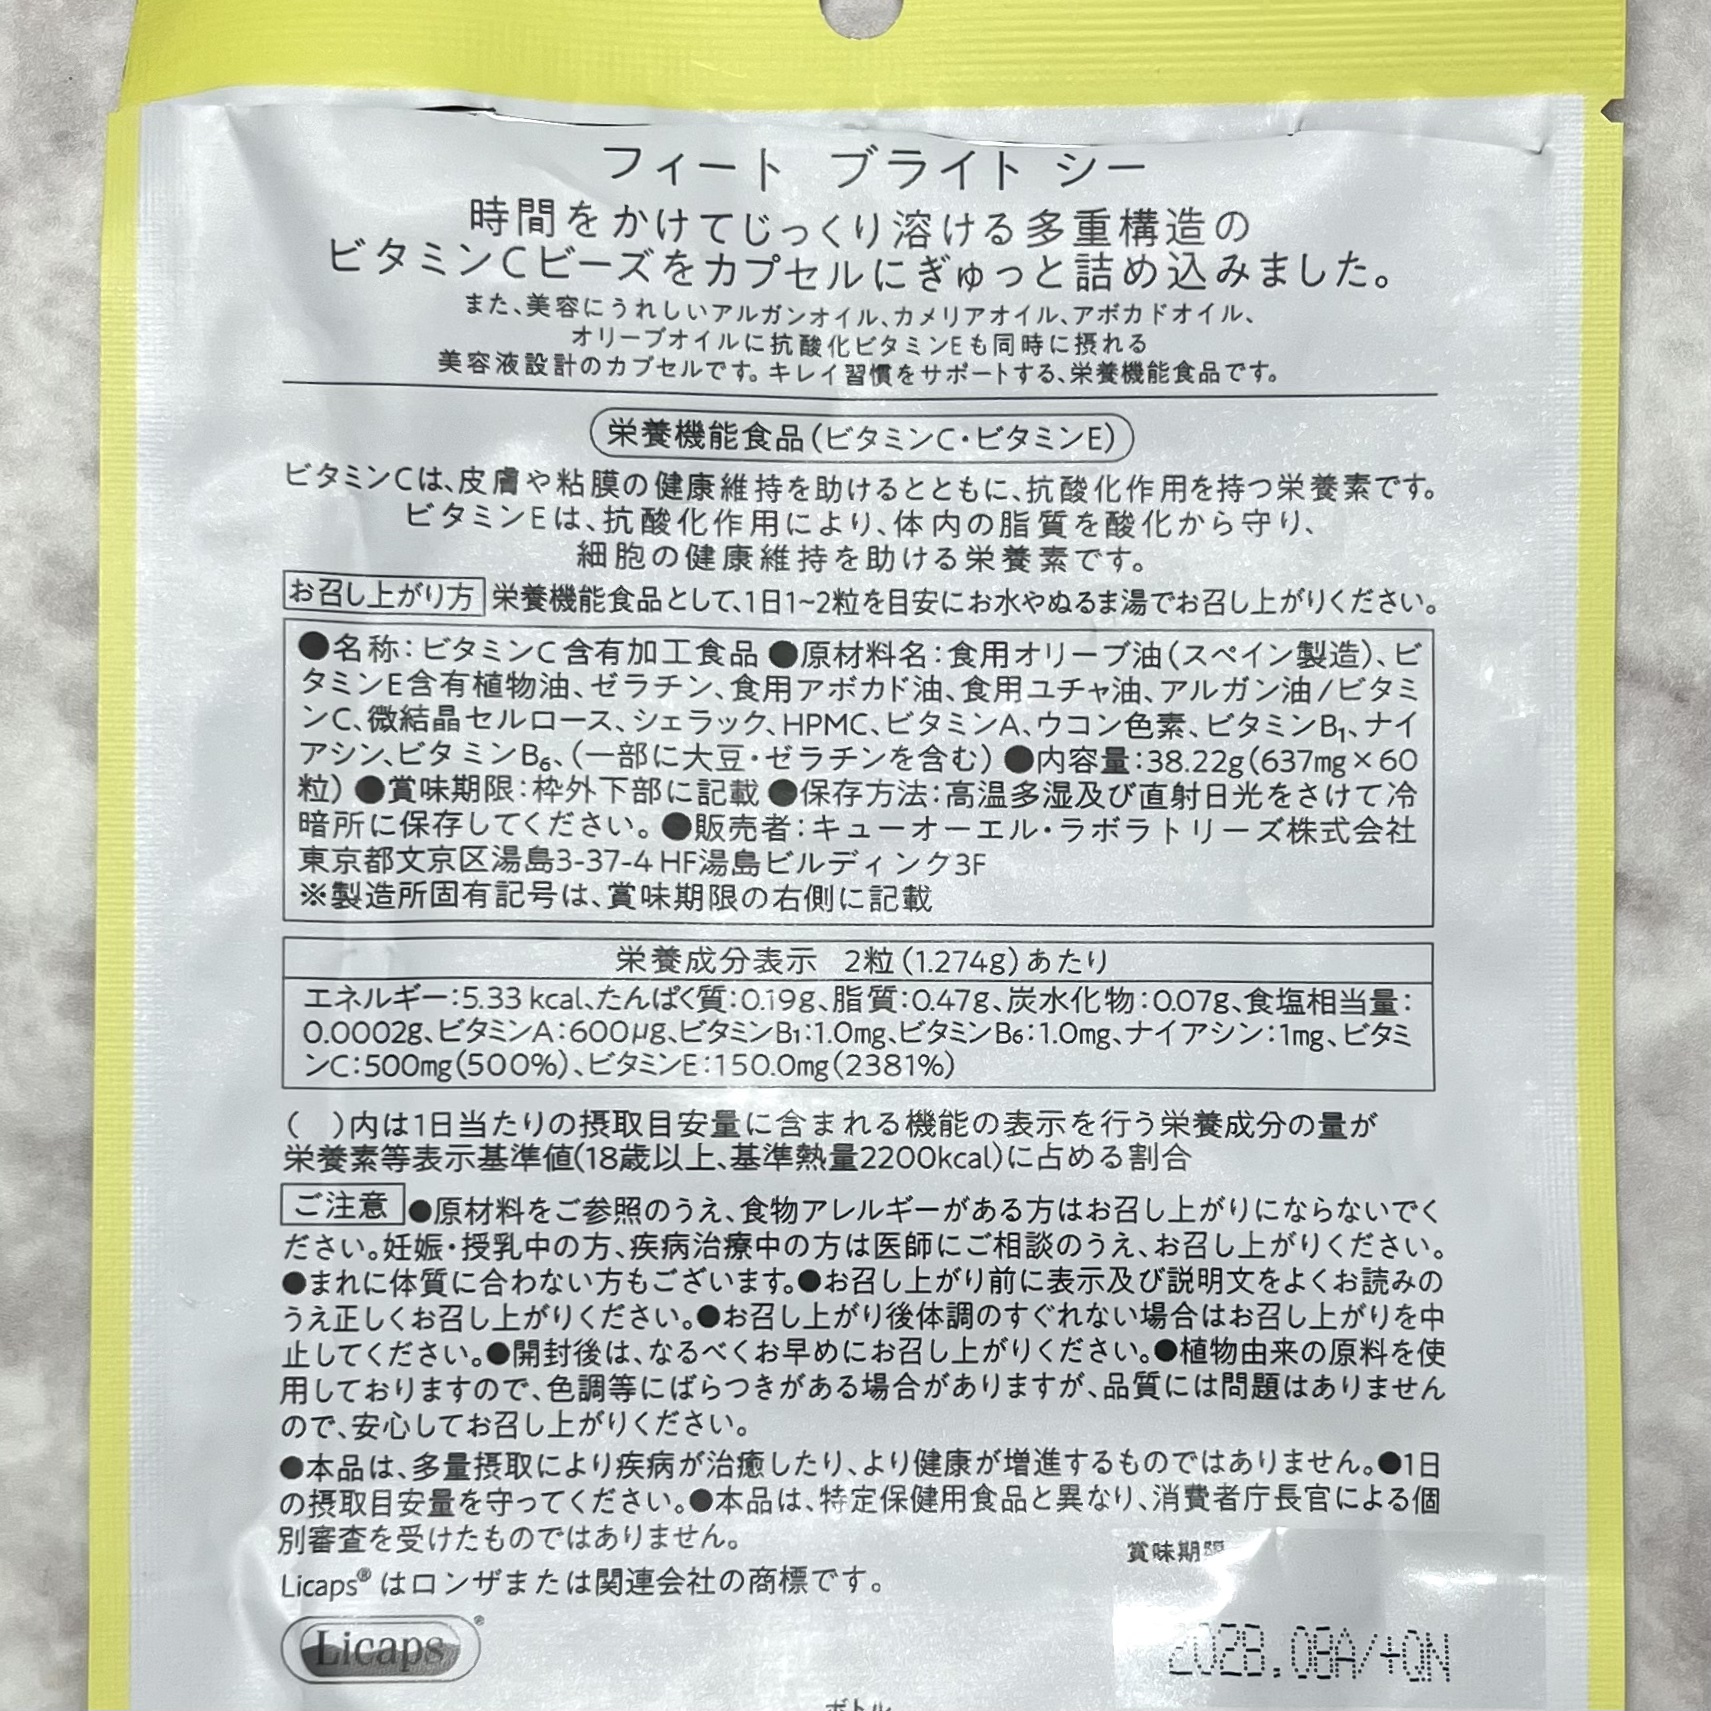 フィート ブライト シー
時間をかけてじっくり溶ける多重構造の
ビタミンCビーズをカプセルにぎゅっと詰め込みました。
また、美容にうれしいアルガンオイル、カメリアオイル、アボカドオイル、
オリーブオイルに抗酸化ビタミンEも同時に摂れる
美容液設計のカプセルです。キレイ習慣をサポートする、栄養機能食品です。
栄養機能食品(ビタミンC・ビタミンE)
ビタミンCは、皮膚や粘膜の健康維持を助けるとともに、抗酸化作用を持つ栄養素です。
ビタミンEは、抗酸化作用により、体内の脂質を酸化から守り、
細胞の健康維持を助ける栄養素です。
お召し上がり方 栄養機能食品として、1日1~2粒を目安にお水やぬるま湯でお召し上がりください。
●名称:ビタミンC含有加工食品 ●原材料名:食用オリーブ油(スペイン製造)、ビ
タミンE含有植物油、ゼラチン、食用アボカド油、食用ユチャ油、アルガン油/ビタミ
ンC、微結晶セルロース、シェラック、HPMC、ビタミンA、ウコン色素、ビタミンB₁、ナイ
アシン、ビタミンB₆、(一部に大豆・ゼラチンを含む) ●内容量:38.22g(637mg×60
粒) ●賞味期限:枠外下部に記載 ●保存方法:高温多湿及び直射日光をさけて冷
暗所に保存してください。●販売者:キューオーエル・ラボラトリーズ株式会社
東京都文京区湯島3-37-4 HF湯島ビルディング3F
※製造所固有記号は、賞味期限の右側に記載
栄養成分表示 2粒(1.274g)あたり
エネルギー:5.33kcal、たんぱく質:0.19g、脂質:0.47g、炭水化物:0.07g、食塩相当量:
0.0002g、ビタミンA:600μg、ビタミンB₁:1.0mg、ビタミンB₆:1.0mg、ナイアシン:1mg、ビタミ
ンC:500mg(500%)、ビタミンE:150.0mg(2381%)
( )内は1日当たりの摂取目安量に含まれる機能の表示を行う栄養成分の量が
栄養素等表示基準値(18歳以上、基準熱量2200kcal)に占める割合
ご注意 ●原材料をご参照のうえ、食物アレルギーがある方はお召し上がりにならないでく
ださい。妊娠・授乳中の方、疾病治療中の方は医師にご相談のうえ、お召し上がりください。
●まれに体質に合わない方もございます。●お召し上がり前に表示及び説明文をよくお読みの
うえ正しくお召し上がりください。●お召し上がり後体調のすぐれない場合はお召し上がりを中
止してください。●開封後は、なるべくお早めにお召し上がりください。●植物由来の原料を使
用しておりますので、色調等にばらつきがある場合がありますが、品質には問題はありません
ので、安心してお召し上がりください。
●本品は、多量摂取により疾病が治癒したり、より健康が増進するものではありません。●1日
の摂取目安量を守ってください。●本品は、特定保健用食品と異なり、消費者庁長官による個
別審査を受けたものではありません。
賞味期限
Licaps® はロンザまたは関連会社の商標です。
Licaps®
2028.08A/+QN